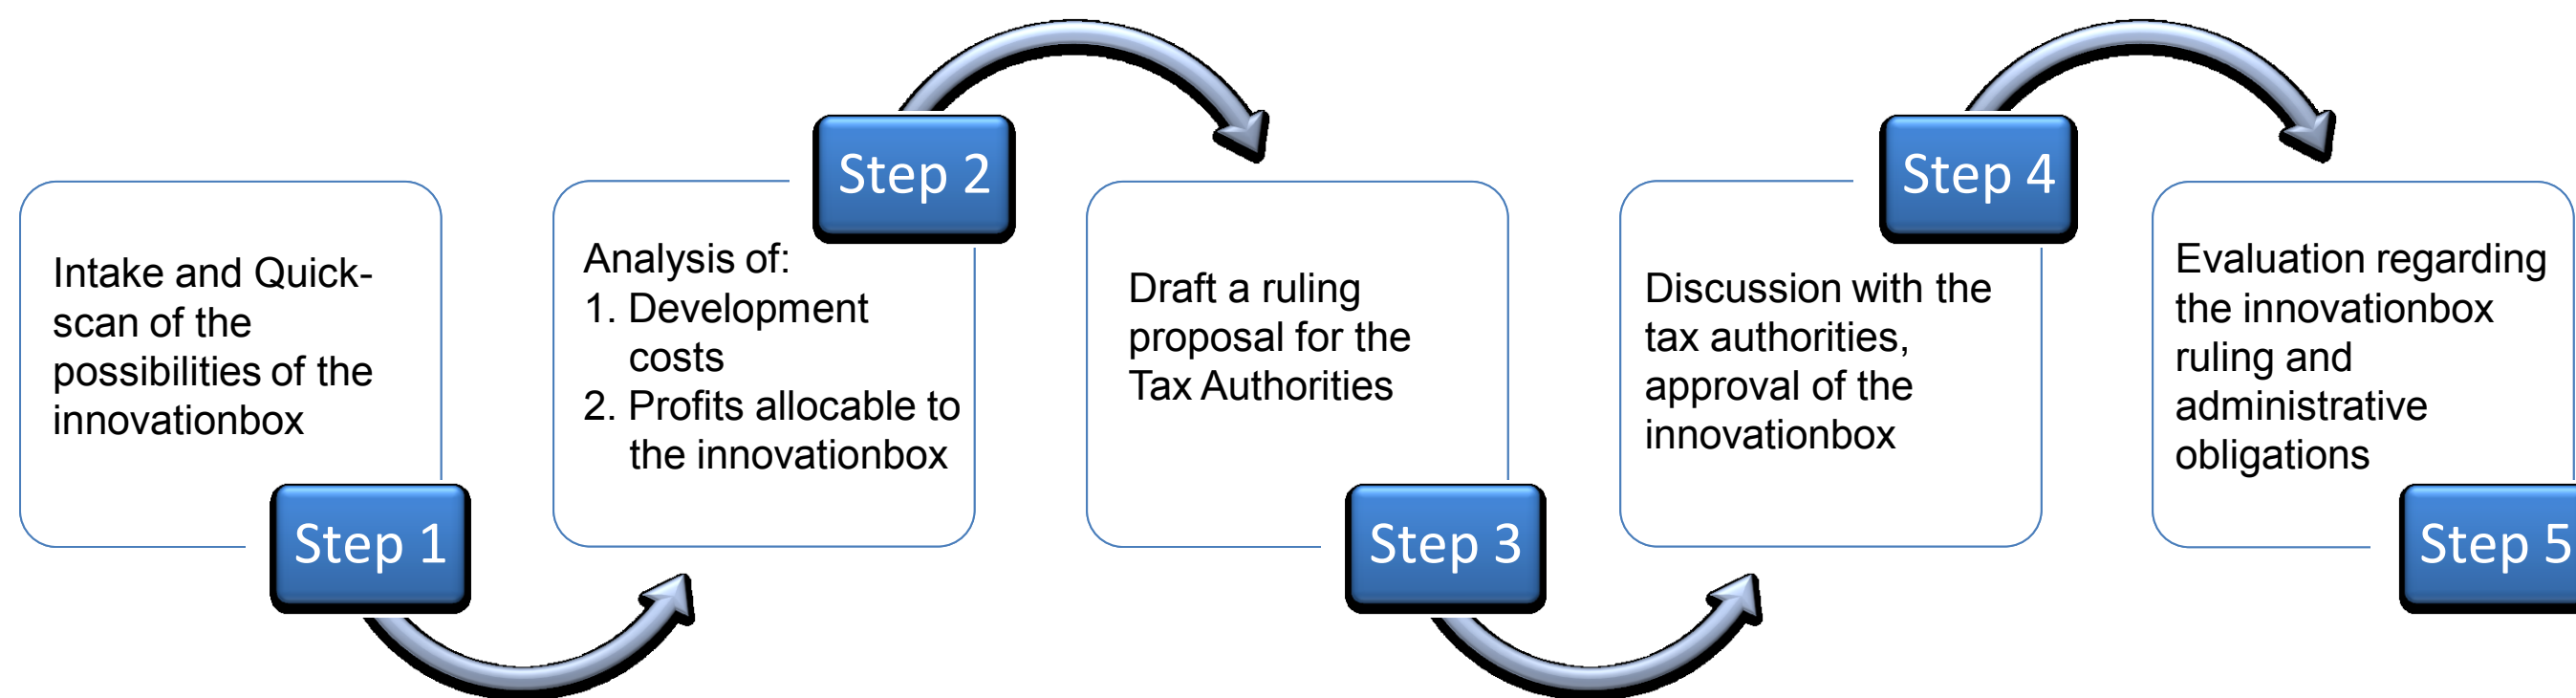 Intake and Quick-
scan of the
possibilities of the
innovationbox
Step 1
Step 2
Analysis of:
1. Development
costs
2. Profits allocable to
the innovationbox
Draft a ruling
proposal for the
Tax Authorities
Step 3
Step 4
Discussion with the
tax authorities,
approval of the
innovationbox
Evaluation regarding
the innovationbox
ruling and
administrative
obligations
Step 5